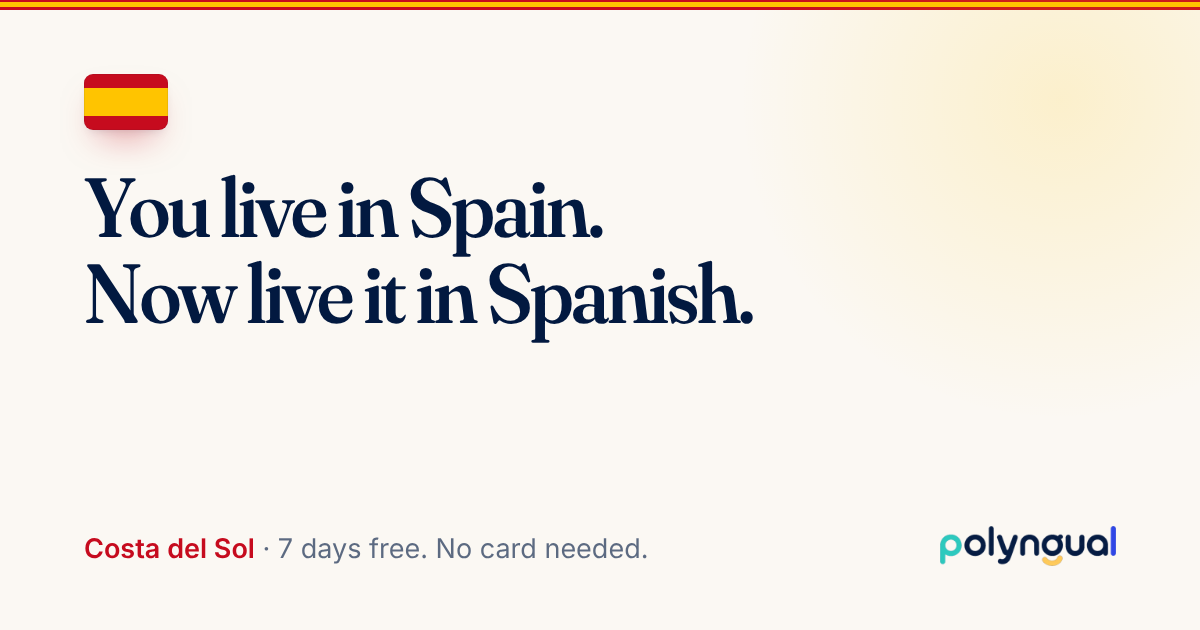 You live in Spain.
Now live it in Spanish.
Costa del Sol · 7 days free. No card needed.
polyngual